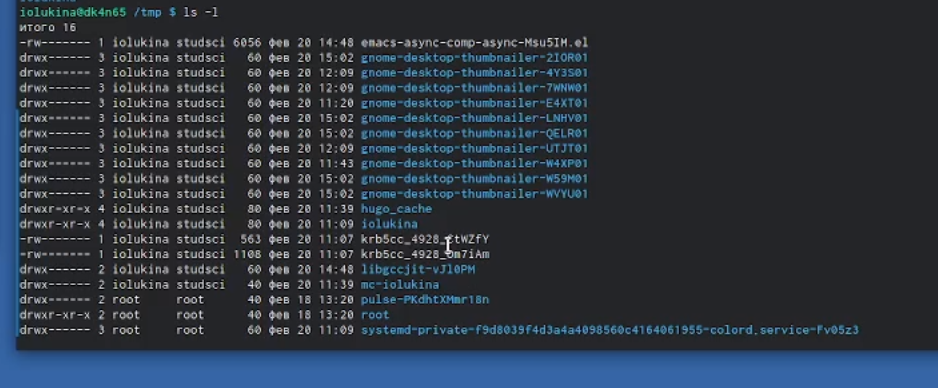 iolukina@dk4n65 /tmp $ ls -l
итого 16
-rw------- 1 iolukina studsci 6056 фев 20 14:48 emacs-async-comp-async-Msu5IM.el
drwx------ 3 iolukina studsci 60 фев 20 15:02 gnome-desktop-thumbnailer-2IOR01
drwx------ 3 iolukina studsci 60 фев 20 12:09 gnome-desktop-thumbnailer-4Y3S01
drwx------ 3 iolukina studsci 60 фев 20 12:09 gnome-desktop-thumbnailer-7WNW01
drwx------ 3 iolukina studsci 60 фев 20 11:20 gnome-desktop-thumbnailer-E4XT01
drwx------ 3 iolukina studsci 60 фев 20 15:02 gnome-desktop-thumbnailer-LNHV01
drwx------ 3 iolukina studsci 60 фев 20 15:02 gnome-desktop-thumbnailer-QELR01
drwx------ 3 iolukina studsci 60 фев 20 12:09 gnome-desktop-thumbnailer-UTJT01
drwx------ 3 iolukina studsci 60 фев 20 11:43 gnome-desktop-thumbnailer-W4XP01
drwx------ 3 iolukina studsci 60 фев 20 15:02 gnome-desktop-thumbnailer-W59M01
drwx------ 3 iolukina studsci 60 фев 20 15:02 gnome-desktop-thumbnailer-WVYU01
drwxr-xr-x 4 iolukina studsci 80 фев 20 11:39 hugo_cache
drwxr-xr-x 4 iolukina studsci 80 фев 20 11:09 iolukina
-rw------- 1 iolukina studsci 563 фев 20 11:07
-rw------- 1 iolukina studsci 1108 фев 20 11:07
drwx------ 2 iolukina studsci 60 фев 20 14:48 libgccjit-vJl0PM
drwx------ 2 iolukina studsci 40 фев 20 11:39 mc-iolukina
drwx------ 2 root root 40 фев 18 13:20 pulse-PKdhtXMmr18n
drwxr-xr-x 2 root root 40 фев 18 13:20 root
drwx------ 3 root root 60 фев 20 11:09 systemd-private-f9d8039f4d3a4a4098560c4164061955-colord.service-Fv05z3